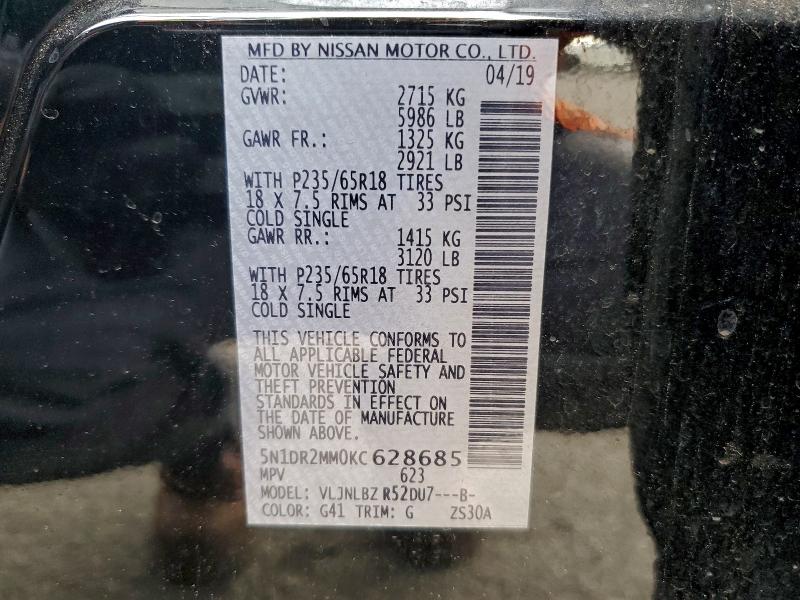 MFD BY NISSAN MOTOR CO., LTD.
DATE: 04/19
GVWR: 2715 KG
5986 LB
GAWR FR.: 1325 KG
2921 LB
WITH P235/65R18 TIRES
18 X 7.5 RIMS AT 33 PSI
COLD SINGLE
GAWR RR.: 1415 KG
3120 LB
WITH P235/65R18 TIRES
18 X 7.5 RIMS AT 33 PSI
COLD SINGLE
THIS VEHICLE CONFORMS TO
ALL APPLICABLE FEDERAL
MOTOR VEHICLE SAFETY AND
THEFT PREVENTION
STANDARDS IN EFFECT ON
THE DATE OF MANUFACTURE
SHOWN ABOVE.
5N1DR2MM0KC628685
MPV 623
MODEL: VLJNLBZ R52DU7---B-
COLOR: G41 TRIM: G ZS30A